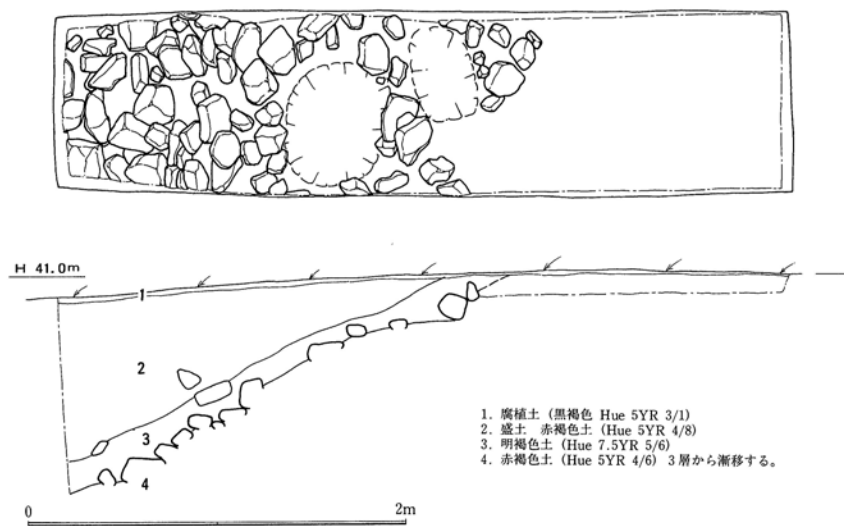 H 41.0m
1
2
3
4
1. 腐植土 (黒褐色 Hue 5YR 3/1)
2. 盛土 赤褐色土 (Hue 5YR 4/8)
3. 明褐色土 (Hue 7.5YR 5/6)
4. 赤褐色土 (Hue 5YR 4/6) 3層から漸移する。
0 2m